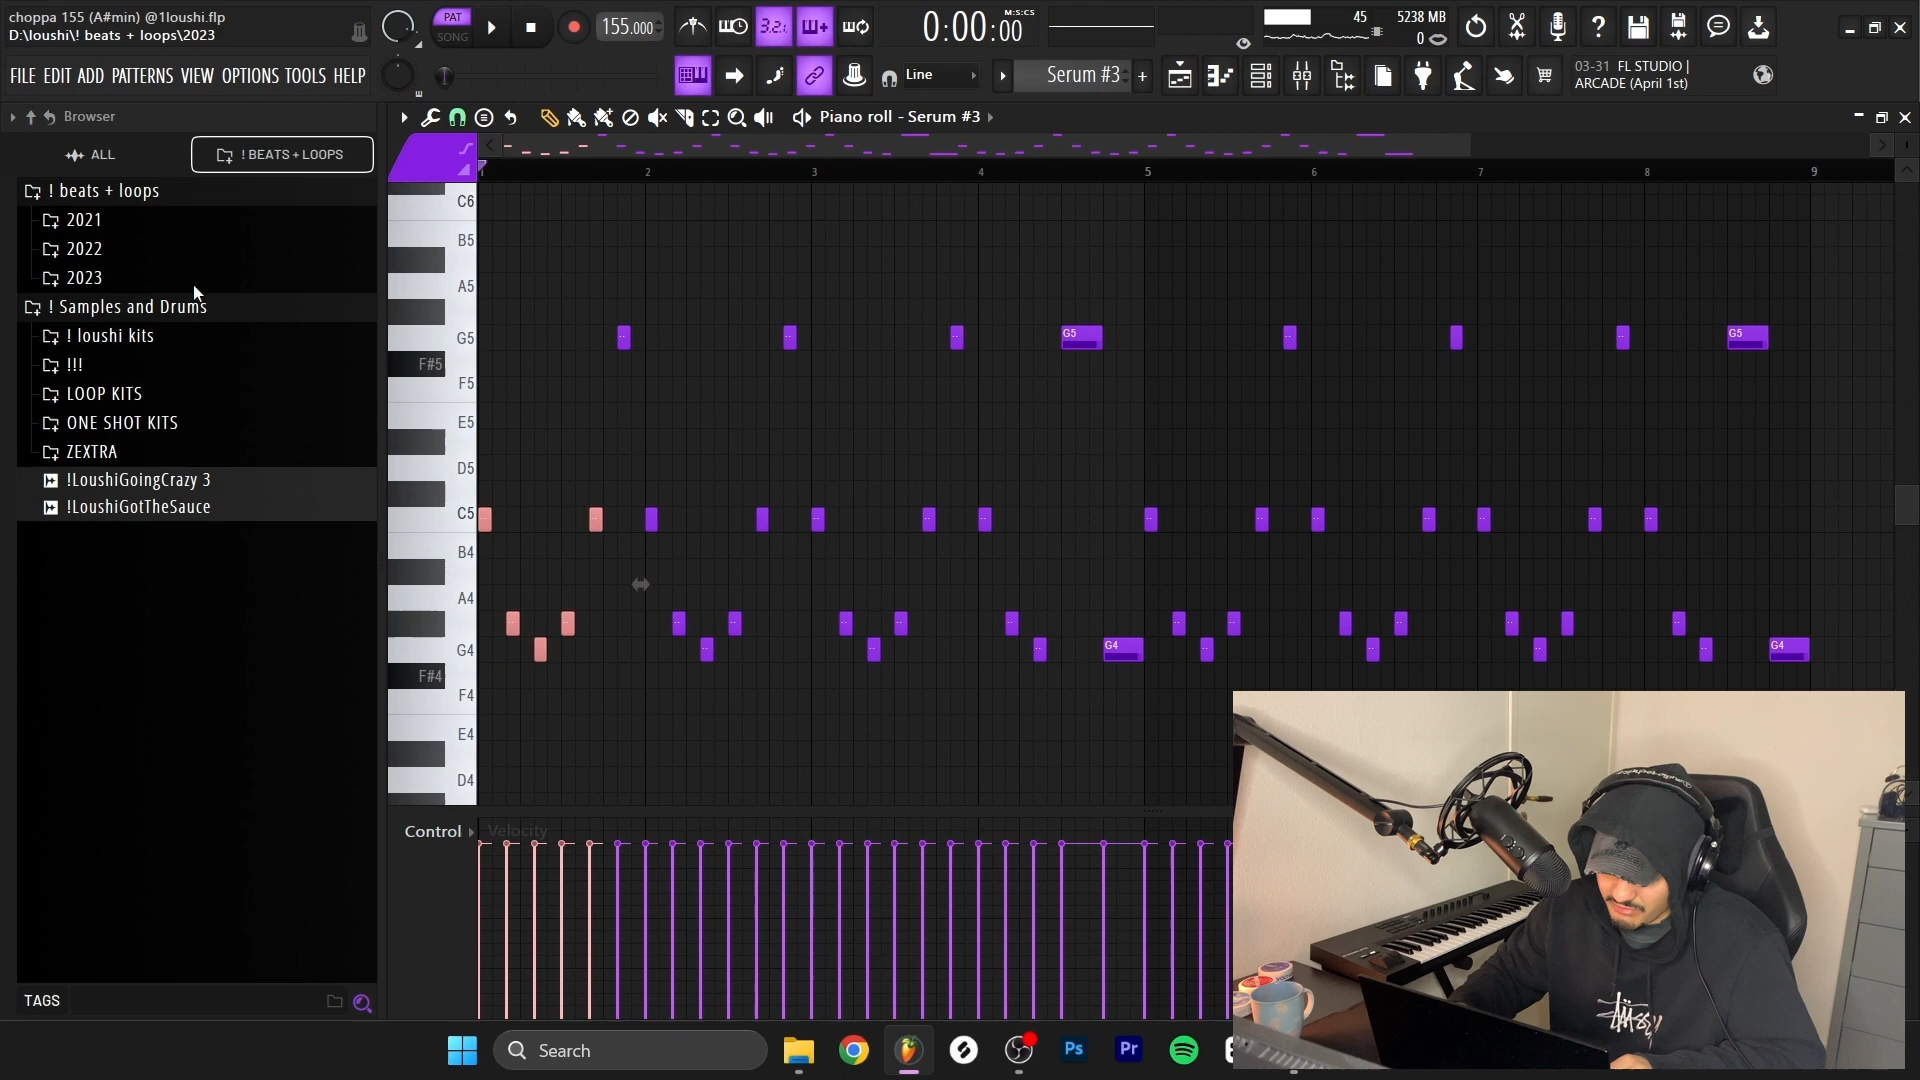 choppa 155 (A#min) @1loushi.flp
D:\loushi\! beats + loops\2023
PAT
SONG
155.000
3.2.
0:00:00
M:S:CS
45
5238 MB
0
FILE EDIT ADD PATTERNS VIEW OPTIONS TOOLS HELP
Line
Serum #3
03-31 FL STUDIO |
ARCADE (April 1st)
Browser
Piano roll - Serum #3
ALL
! BEATS + LOOPS
! beats + loops
2021
2022
2023
! Samples and Drums
! loushi kits
!!!
LOOP KITS
ONE SHOT KITS
ZEXTRA
!LoushiGoingCrazy 3
!LoushiGotTheSauce
TAGS
1 2 3 4 5 6 7 8 9
C6
B5
A5
G5
F#5
F5
E5
D5
C5
B4
A4
G4
F#4
F4
E4
D4
G5
G5
G4
G4
Control
Velocity
Search
Ps
Pr